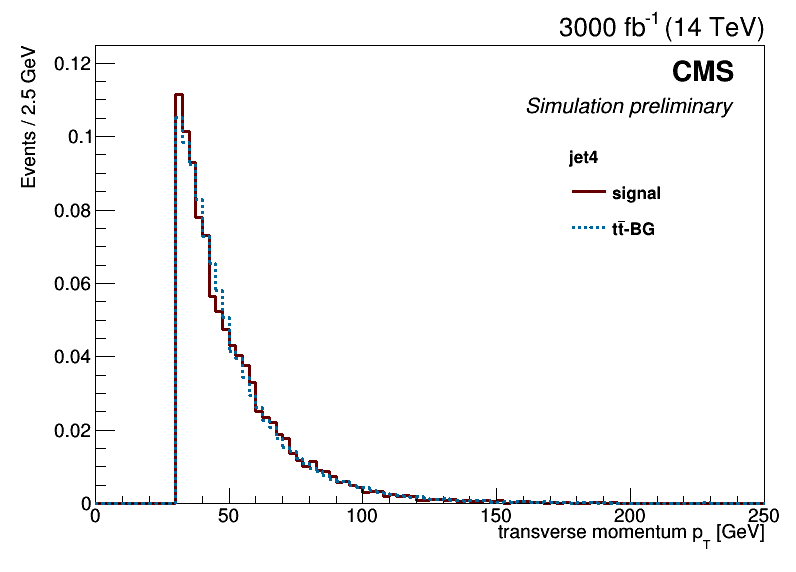 3000 fb⁻¹ (14 TeV)
Events / 2.5 GeV
CMS
Simulation preliminary
jet4
signal
tt̄-BG
0.12
0.1
0.08
0.06
0.04
0.02
0
0 50 100 150 200 250
transverse momentum p_T [GeV]